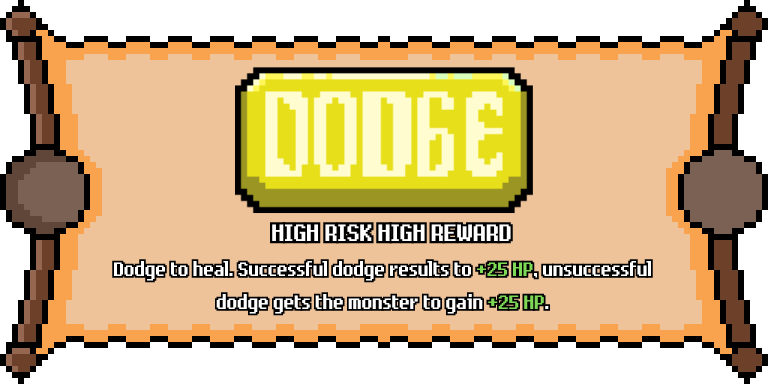 DODGE
HIGH RISK HIGH REWARD
Dodge to heal. Successful dodge results to +25 HP, unsuccessful
dodge gets the monster to gain +25 HP.